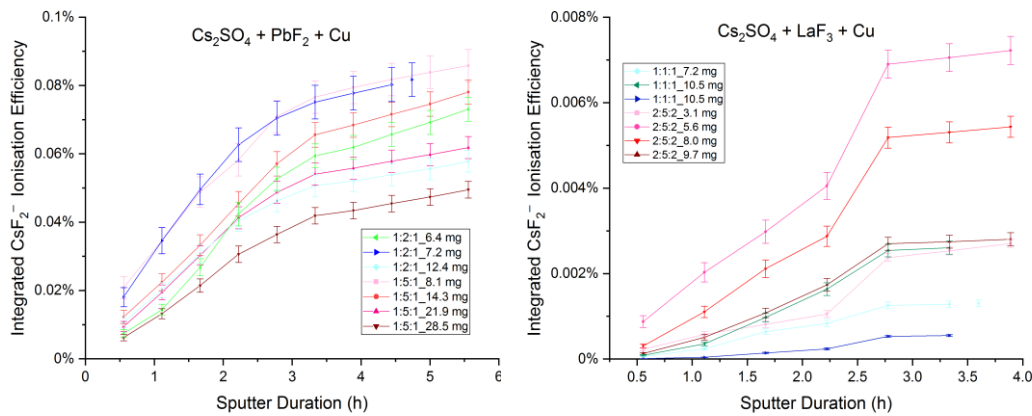 Cs₂SO₄ + PbF₂ + Cu
Integrated CsF₂⁻ Ionisation Efficiency
0.1%
0.08%
0.06%
0.04%
0.02%
0%
1:2:1_6.4 mg
1:2:1_7.2 mg
1:2:1_12.4 mg
1:5:1_8.1 mg
1:5:1_14.3 mg
1:5:1_21.9 mg
1:5:1_28.5 mg
0 1 2 3 4 5 6
Sputter Duration (h)
Cs₂SO₄ + LaF₃ + Cu
Integrated CsF₂⁻ Ionisation Efficiency
0.008%
0.006%
0.004%
0.002%
0%
1:1:1_7.2 mg
1:1:1_10.5 mg
1:1:1_10.5 mg
2:5:2_3.1 mg
2:5:2_5.6 mg
2:5:2_8.0 mg
2:5:2_9.7 mg
0.5 1.0 1.5 2.0 2.5 3.0 3.5 4.0
Sputter Duration (h)